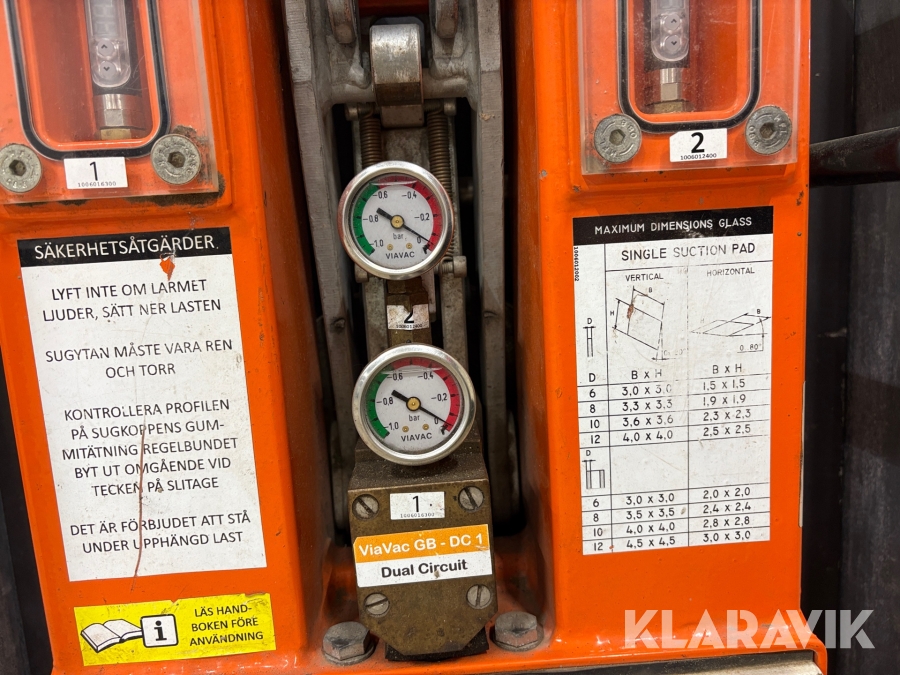 1
1006016300
2
1006012400
SÄKERHETSÅTGÄRDER
LYFT INTE OM LARMET
LJUDER, SÄTT NER LASTEN
SUGYTAN MÅSTE VARA REN
OCH TORR
KONTROLLERA PROFILEN
PÅ SUGKOPPENS GUM-
MITÄTNING REGELBUNDET
BYT UT OMGÅENDE VID
TECKEN PÅ SLITAGE
DET ÄR FÖRBJUDET ATT STÅ
UNDER UPPHÄNGD LAST
i
LÄS HAND-
BOKEN FÖRE
ANVÄNDNING
-0.6 -0.4
-0.8 -0.2
-1.0 bar 0
VIAVAC
2
1006012400
-0.6 -0.4
-0.8 -0.2
-1.0 bar 0
VIAVAC
1
1006016300
ViaVac GB - DC 1
Dual Circuit
MAXIMUM DIMENSIONS GLASS
1006012002
SINGLE SUCTION PAD
VERTICAL HORIZONTAL
B B
H
D
D B x H B x H
6 3,0 x 3,0 1,5 x 1,5
8 3,3 x 3,3 1,9 x 1,9
10 3,6 x 3,6 2,3 x 2,3
12 4,0 x 4,0 2,5 x 2,5
D
6 3,0 x 3,0 2,0 x 2,0
8 3,5 x 3,5 2,4 x 2,4
10 4,0 x 4,0 2,8 x 2,8
12 4,5 x 4,5 3,0 x 3,0
KLARAVIK